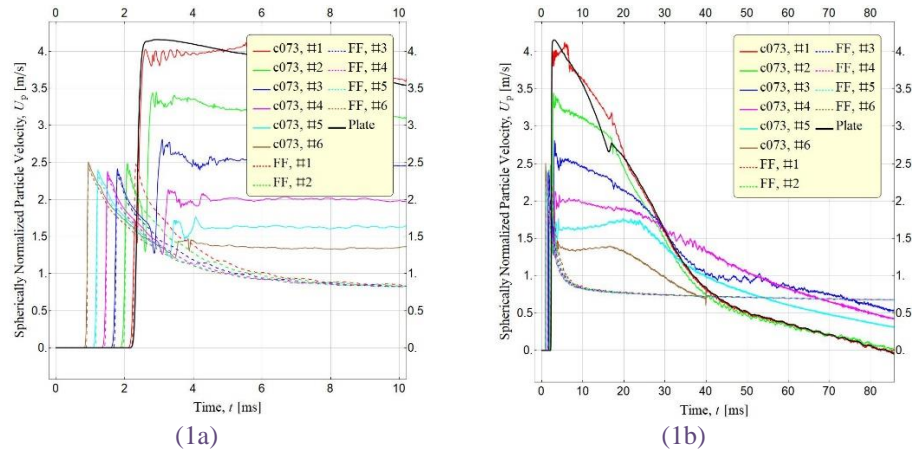 Spherically Normalized Particle Velocity, Up [m/s]
4.
3.5
3.
2.5
2.
1.5
1.
0.5
0.
0 2 4 6 8 10
0 2 4 6 8 10
4.
3.5
3.
2.5
2.
1.5
1.
0.5
0.
c073, #1
c073, #2
c073, #3
c073, #4
c073, #5
c073, #6
FF, #1
FF, #2
FF, #3
FF, #4
FF, #5
FF, #6
Plate
Time, t [ms]
(1a)
Spherically Normalized Particle Velocity, Up [m/s]
4.
3.5
3.
2.5
2.
1.5
1.
0.5
0.
0 10 20 30 40 50 60 70 80
0 10 20 30 40 50 60 70 80
4.
3.5
3.
2.5
2.
1.5
1.
0.5
0.
c073, #1
c073, #2
c073, #3
c073, #4
c073, #5
c073, #6
FF, #1
FF, #2
FF, #3
FF, #4
FF, #5
FF, #6
Plate
Time, t [ms]
(1b)